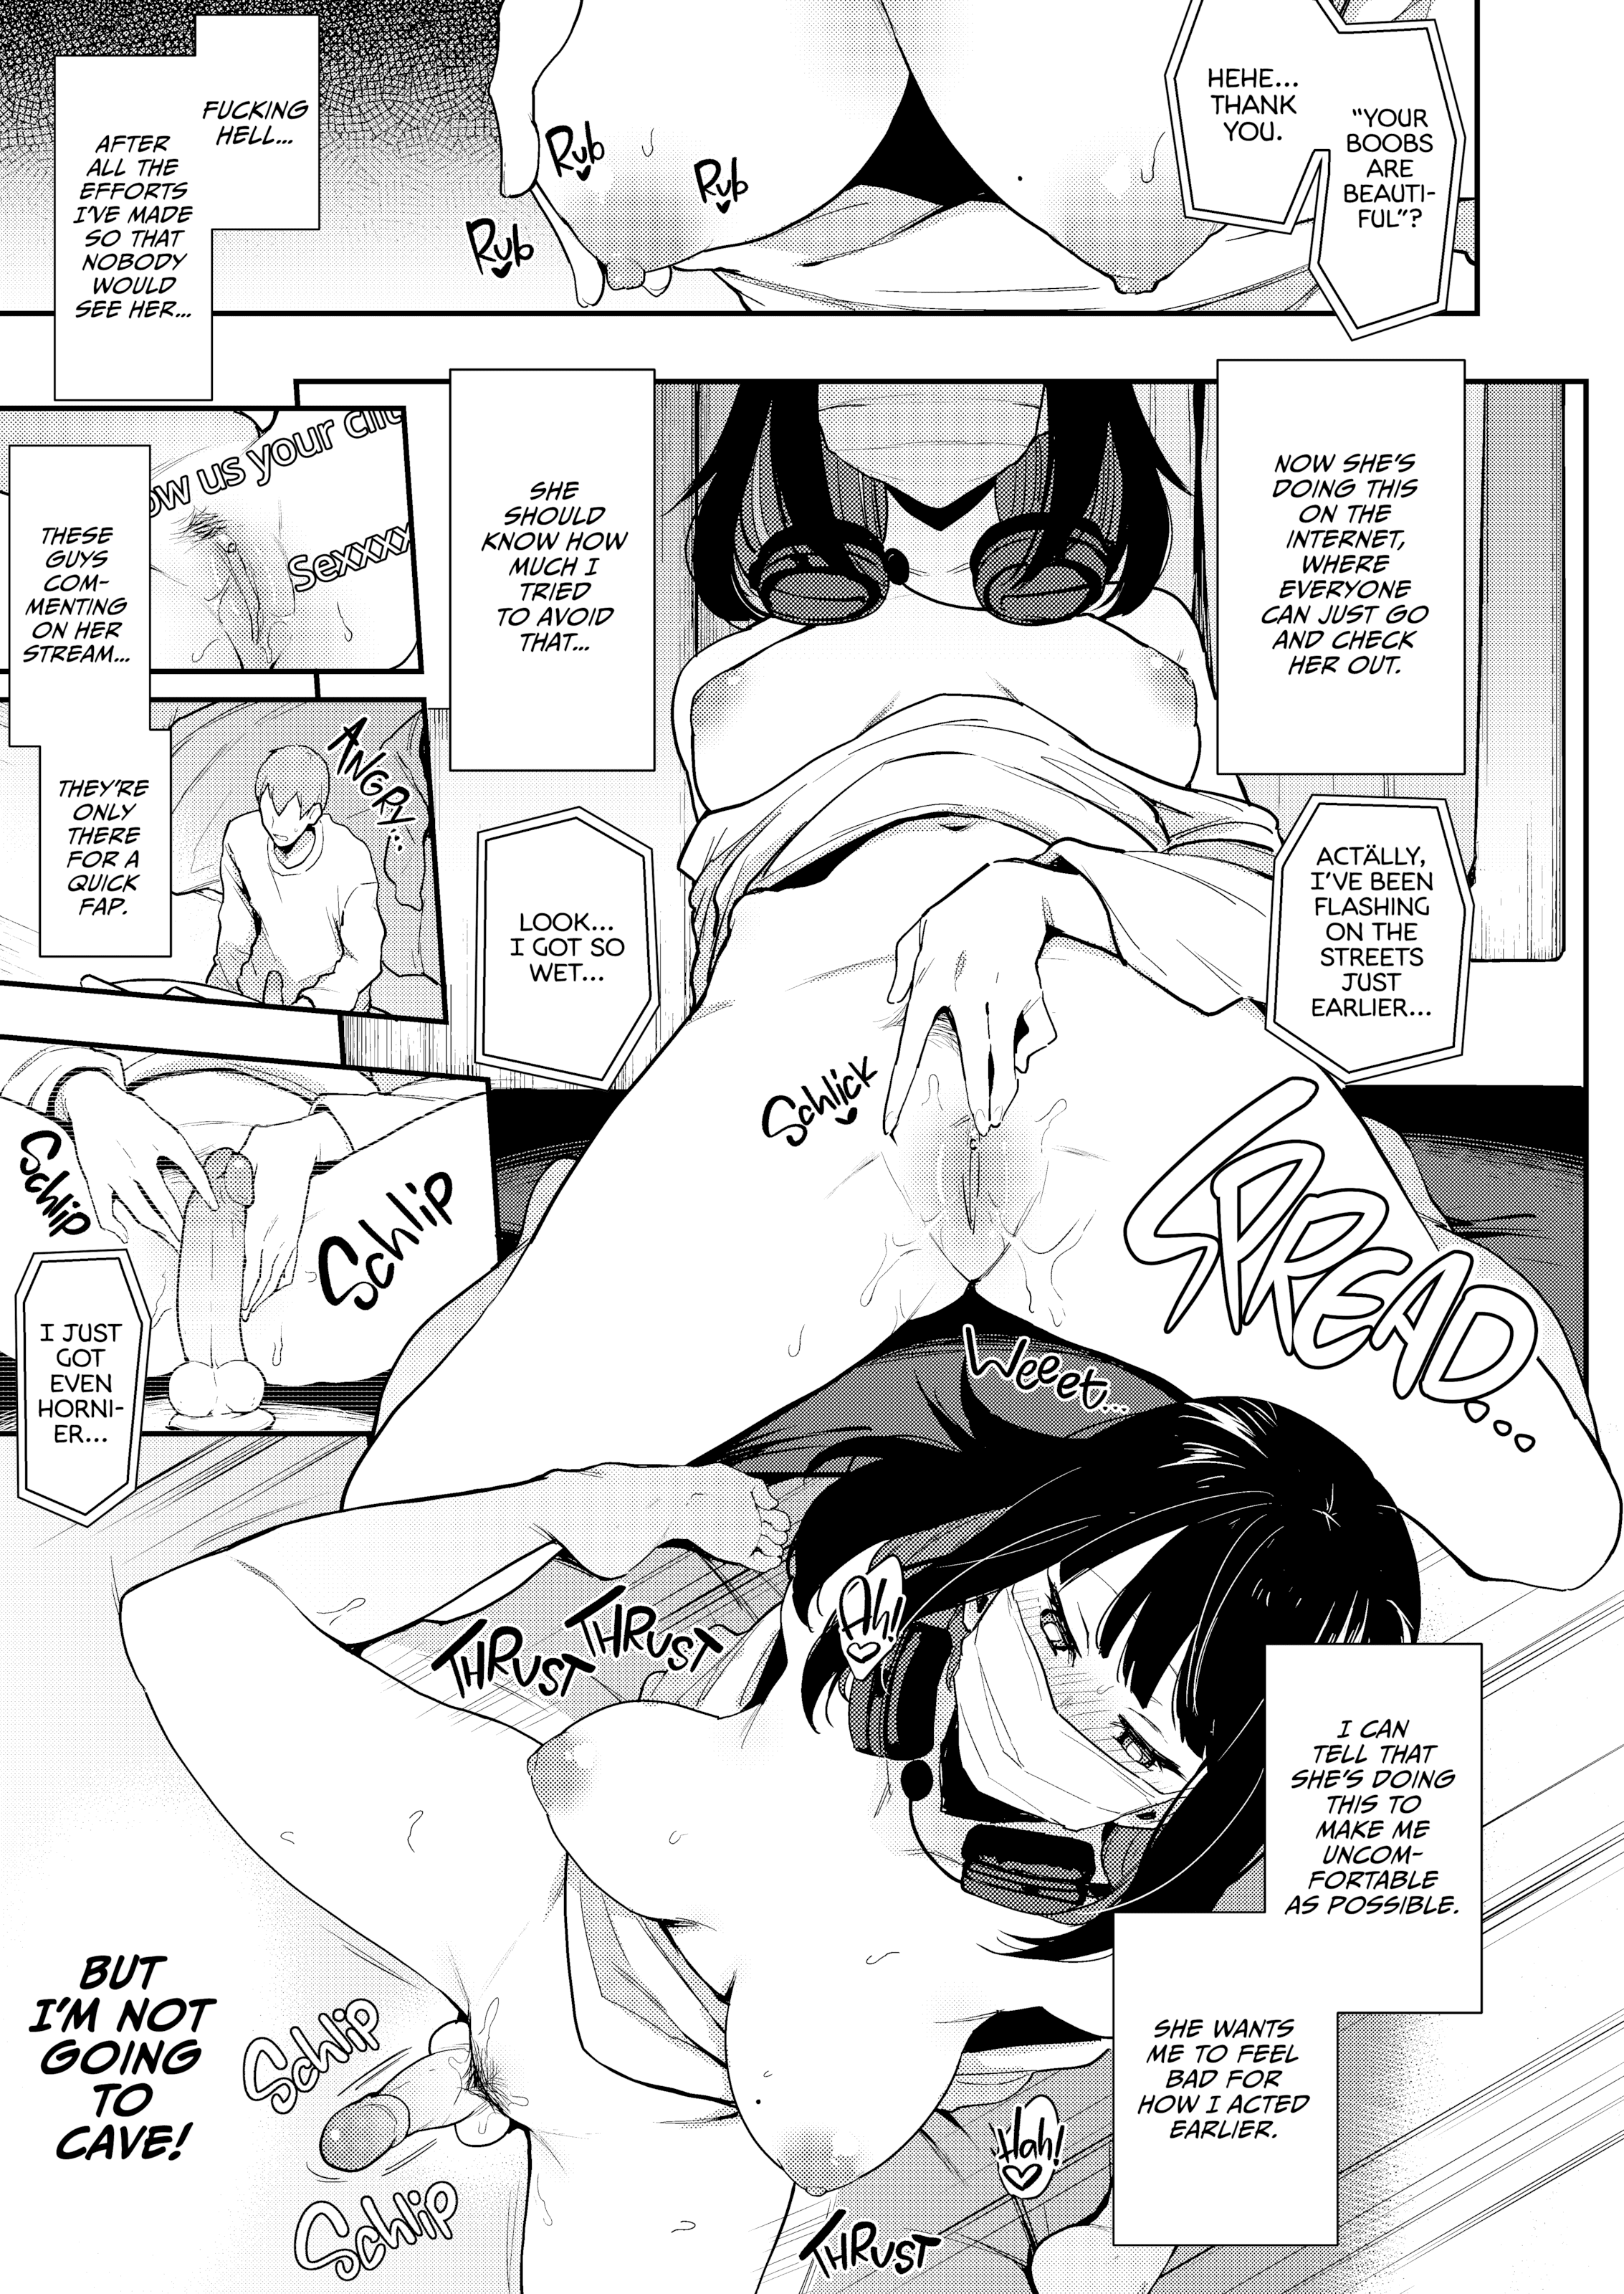 HEHE...
THANK
YOU.
"YOUR
BOOBS
ARE
BEAUTI-
FUL"?
Rub
Rub
Rub
FUCKING
HELL...
AFTER
ALL THE
EFFORTS
I'VE MADE
SO THAT
NOBODY
WOULD
SEE HER...
NOW SHE'S
DOING THIS
ON THE
INTERNET,
WHERE
EVERYONE
CAN JUST GO
AND CHECK
HER OUT.
SHE
SHOULD
KNOW HOW
MUCH I
TRIED
TO AVOID
THAT...
ACTÄLLY,
I'VE BEEN
FLASHING
ON THE
STREETS
JUST
EARLIER...
LOOK...
I GOT SO
WET...
Schlick
SPREAD...
Weeet...
ow us your clit
Sexxxx
THESE
GUYS
COM-
MENTING
ON HER
STREAM...
THEY'RE
ONLY
THERE
FOR A
QUICK
FAP.
ANGRY...
Schlip
Schlip
I JUST
GOT
EVEN
HORNI-
ER...
THRUST
THRUST
Ah!
I CAN
TELL THAT
SHE'S DOING
THIS TO
MAKE ME
UNCOM-
FORTABLE
AS POSSIBLE.
SHE WANTS
ME TO FEEL
BAD FOR
HOW I ACTED
EARLIER.
Hah!
THRUST
Schlip
Schlip
BUT
I'M NOT
GOING
TO
CAVE!